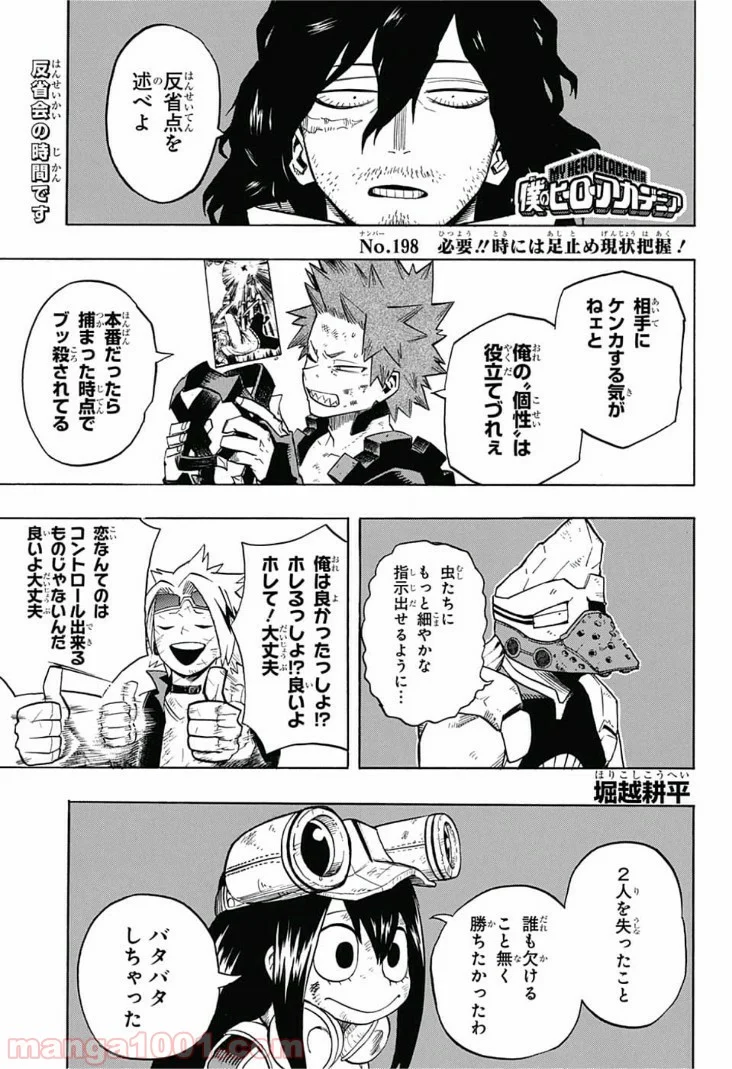 反省点を
述べよ
反省会の時間です
MY HERO ACADEMIA
僕のヒーローアカデミア
No.198 必要!!時には足止め現状把握!
相手に
ケンカする気が
ねェと
俺の〝個性〟は
役立てづれぇ
本番だったら
捕まった時点で
ブッ殺されてる
虫たちに
もっと細やかな
指示出せるように…
俺は良かったっしょ!?
ホレるっしょ!?良いよ
ホレて!大丈夫
恋なんてのは
コントロール出来る
ものじゃないんだ
良いよ大丈夫
堀越耕平
2人を失ったこと
誰も欠ける
こと無く
勝ちたかったわ
バタバタ
しちゃった
manga1001.com